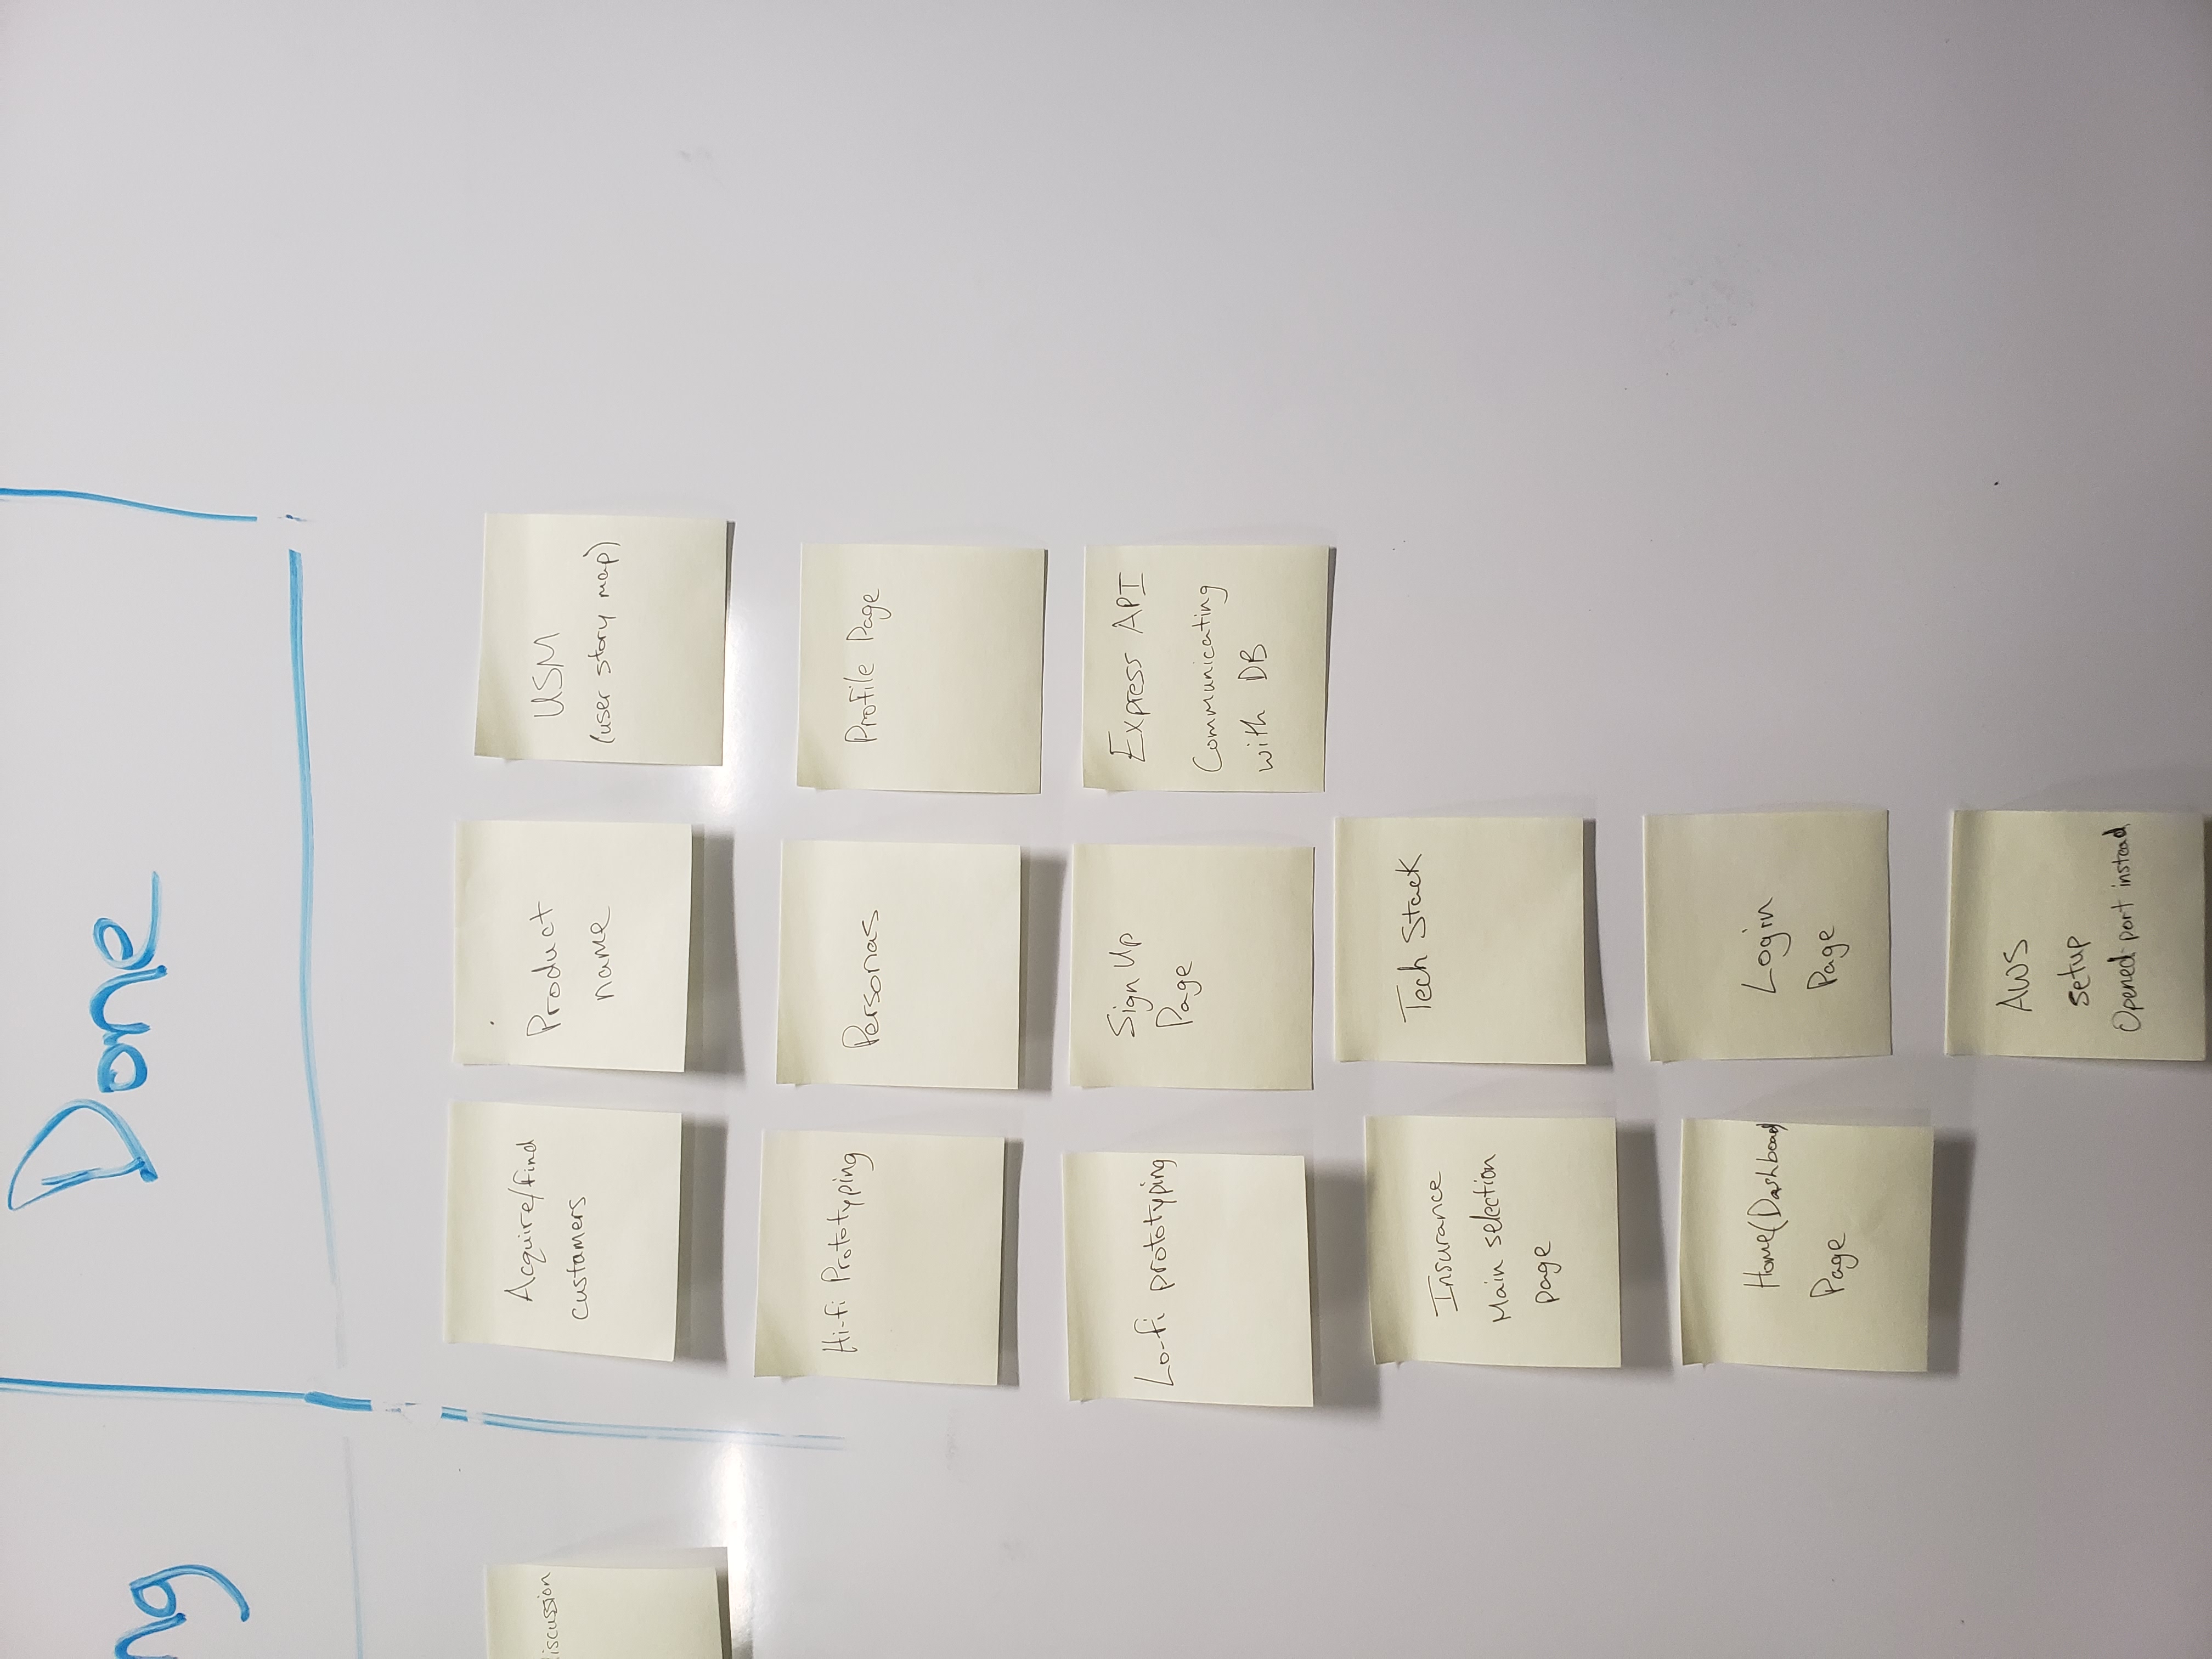 ng
Done
iscussion
Acquire/find
customers
Product
name
USM
(user story map)
Hi-fi Prototyping
Personas
Profile Page
Lo-fi prototyping
Sign Up
Page
Express API
Communicating
with DB
Insurance
Main selection
page
Tech Stack
Home(Dashboard)
Page
Login
Page
AWS
setup
Opened port instead